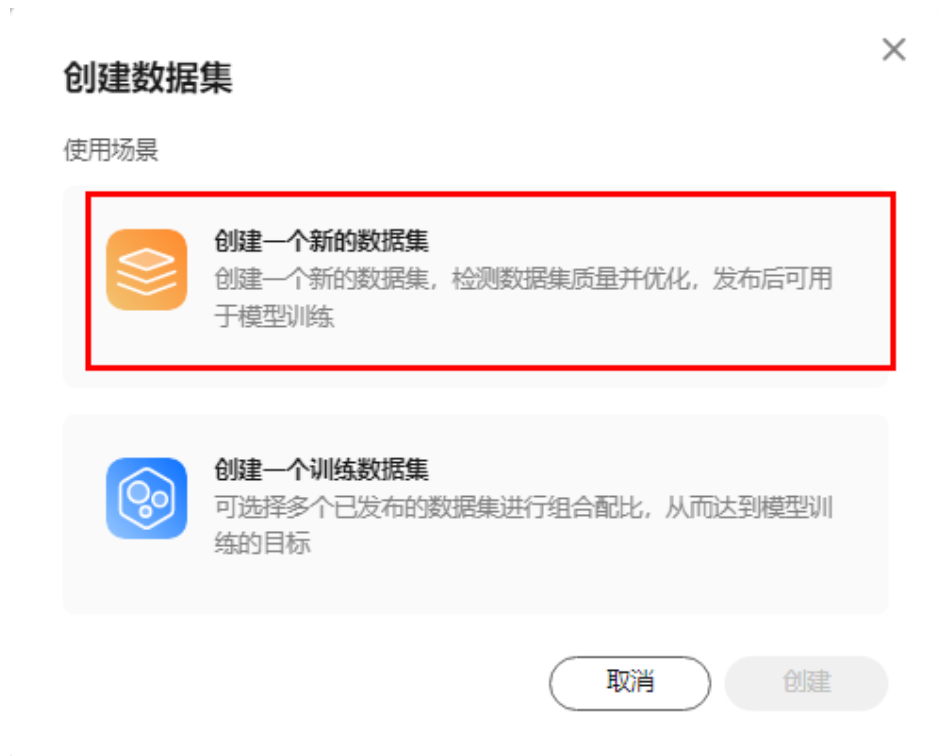 创建数据集
使用场景
创建一个新的数据集
创建一个新的数据集，检测数据集质量并优化，发布后可用
于模型训练
创建一个训练数据集
可选择多个已发布的数据集进行组合配比，从而达到模型训
练的目标
取消
创建